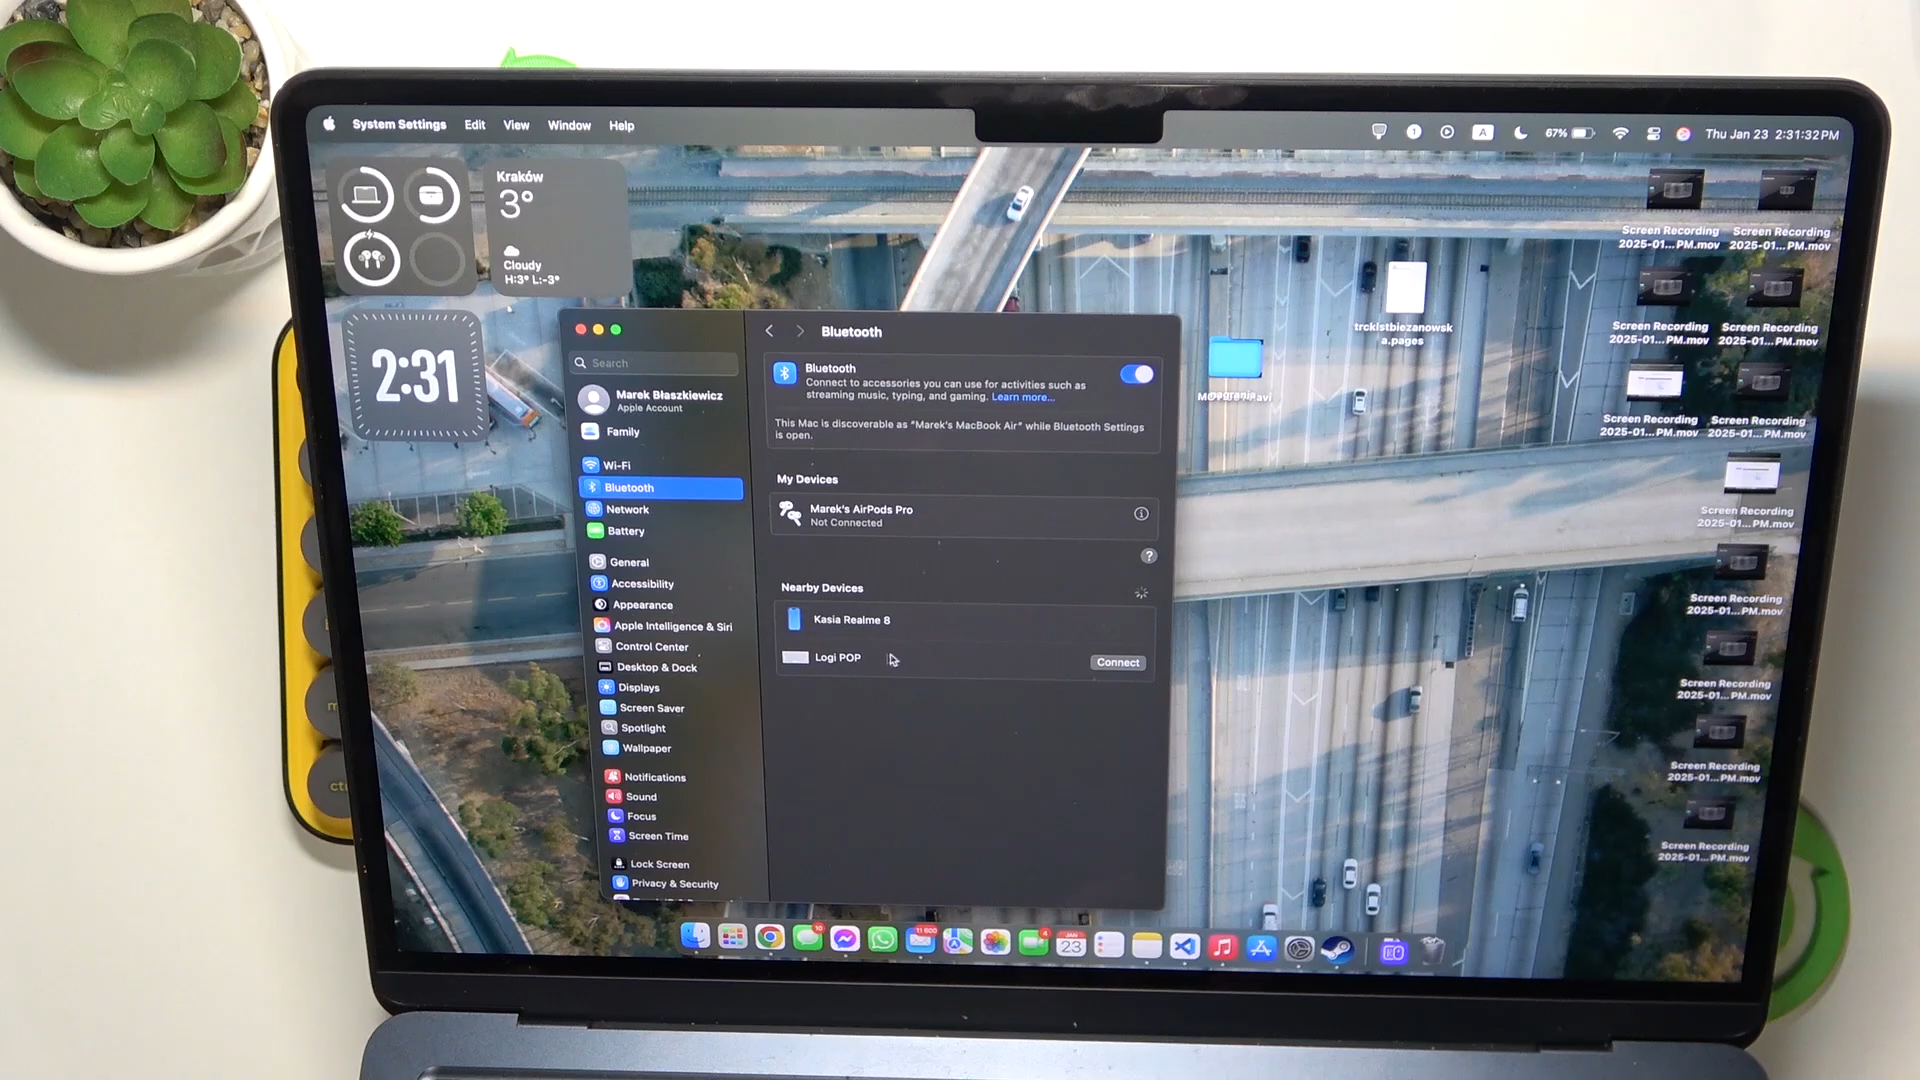 System Settings Edit View Window Help
A 67% Thu Jan 23 2:31:32 PM
Kraków
3°
Cloudy
H:3° L:-3°
2:31
Search
Marek Błaszkiewicz
Apple Account
Family
Wi-Fi
Bluetooth
Network
Battery
General
Accessibility
Appearance
Apple Intelligence & Siri
Control Center
Desktop & Dock
Displays
Screen Saver
Spotlight
Wallpaper
Notifications
Sound
Focus
Screen Time
Lock Screen
Privacy & Security
Bluetooth
Bluetooth
Connect to accessories you can use for activities such as
streaming music, typing, and gaming. Learn more...
This Mac is discoverable as “Marek's MacBook Air” while Bluetooth Settings
is open.
My Devices
Marek's AirPods Pro
Not Connected
?
Nearby Devices
Kasia Realme 8
Logi POP
Connect
trckistbiezanowsk
a.pages
Screen Recording
2025-01...PM.mov
Screen Recording
2025-01...PM.mov
Screen Recording
2025-01...PM.mov
Screen Recording
2025-01...PM.mov
Screen Recording
2025-01...PM.mov
Screen Recording
2025-01...PM.mov
Screen Recording
2025-01...PM.mov
Screen Recording
2025-01...PM.mov
Screen Recording
2025-01...PM.mov
Screen Recording
2025-01...PM.mov
Screen Recording
2025-01...PM.mov
10
11 600
4
JAN
23